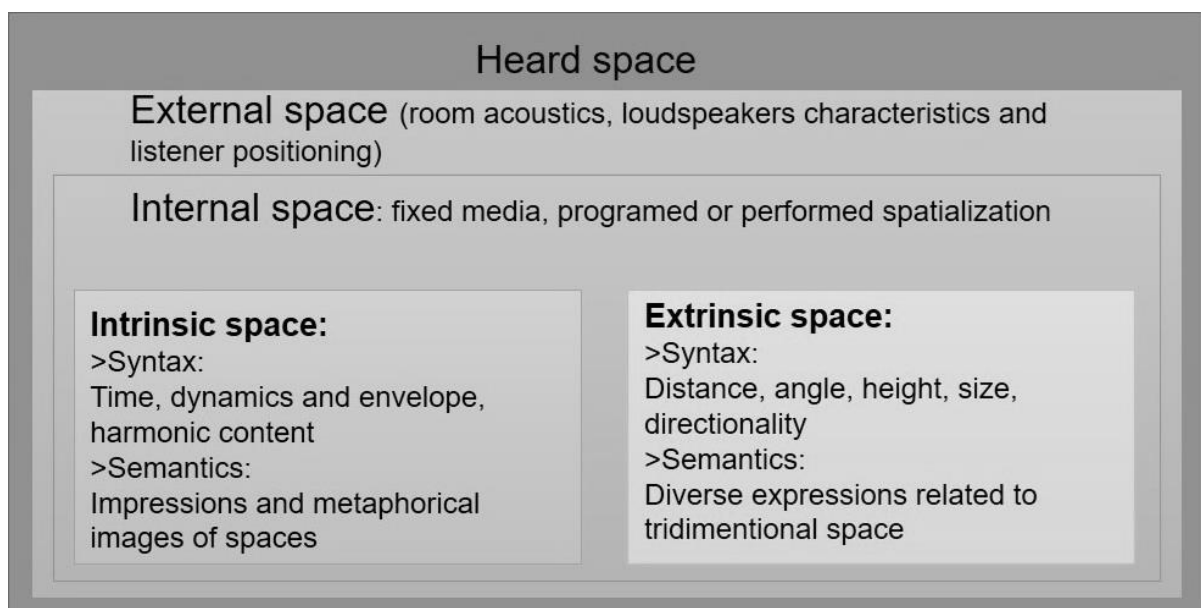 Heard space
External space (room acoustics, loudspeakers characteristics and
listener positioning)
Internal space: fixed media, programed or performed spatialization
Intrinsic space:
>Syntax:
Time, dynamics and envelope,
harmonic content
>Semantics:
Impressions and metaphorical
images of spaces
Extrinsic space:
>Syntax:
Distance, angle, height, size,
directionality
>Semantics:
Diverse expressions related to
tridimentional space